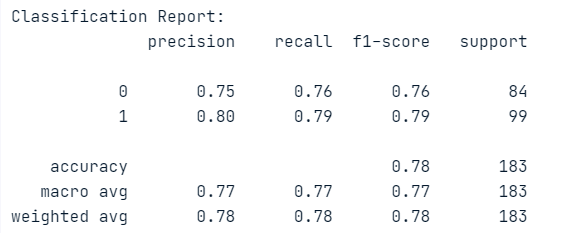 Classification Report:
precision recall f1-score support
0 0.75 0.76 0.76 84
1 0.80 0.79 0.79 99
accuracy 0.78 183
macro avg 0.77 0.77 0.77 183
weighted avg 0.78 0.78 0.78 183